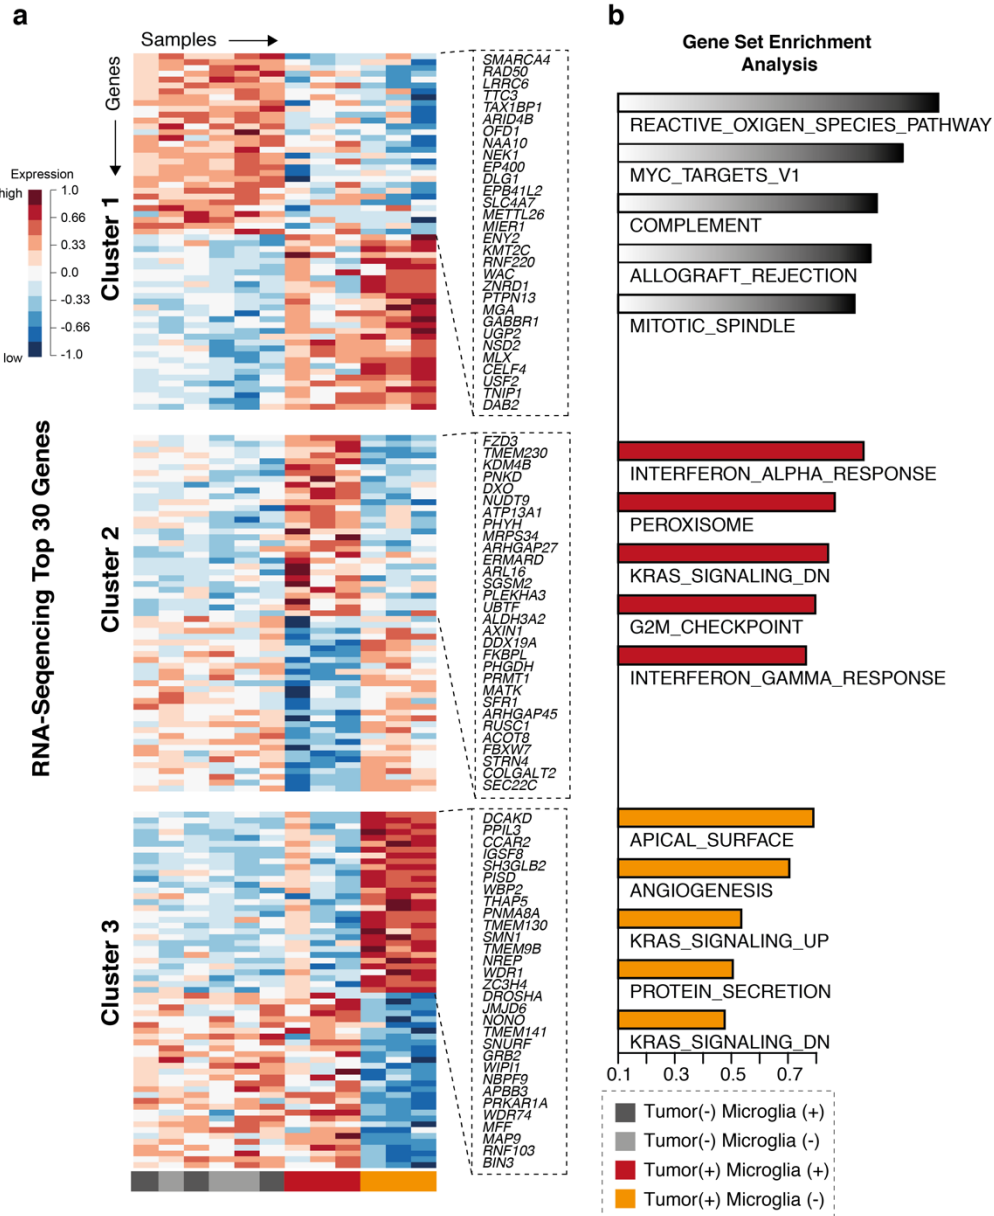 a
Samples
Genes
Expression
high
1.0
0.66
0.33
0.0
-0.33
-0.66
-1.0
low
RNA-Seqencing Top 30 Genes
Cluster 1
SMARCA4
RAD50
LRRC6
TTC3
TAX1BP1
ARID4B
OFD1
NAA10
NEK1
EP400
DLG1
EPB41L2
SLC4A7
METTL26
MIER1
ENY2
KMT2C
RNF220
WAC
ZNRD1
PTPN13
MGA
GABBR1
UGP2
NSD2
MLX
CELF4
USF2
TNIP1
DAB2
Cluster 2
FZD3
TMEM230
KDM4B
PNKD
DXO
NUDT9
ATP13A1
PHYH
MRPS34
ARHGAP27
ERMARD
ARL16
SGSM2
PLEKHA3
UBTF
ALDH3A2
AXIN1
DDX19A
FKBPL
PHGDH
PRMT1
MATK
SFR1
ARHGAP45
RUSC1
ACOT8
FBXW7
STRN4
COLGALT2
SEC22C
Cluster 3
DCAKD
PPIL3
CCAR2
IGSF8
SH3GLB2
PISD
WBP2
THAP5
PNMA8A
TMEM130
SMN1
TMEM9B
NREP
WDR1
ZC3H4
DROSHA
JMJD6
NONO
TMEM141
SNURF
GRB2
WIPI1
NBPF9
APBB3
PRKAR1A
WDR74
MFF
MAP9
RNF103
BIN3
b
Gene Set Enrichment
Analysis
REACTIVE_OXIGEN_SPECIES_PATHWAY
MYC_TARGETS_V1
COMPLEMENT
ALLOGRAFT_REJECTION
MITOTIC_SPINDLE
INTERFERON_ALPHA_RESPONSE
PEROXISOME
KRAS_SIGNALING_DN
G2M_CHECKPOINT
INTERFERON_GAMMA_RESPONSE
APICAL_SURFACE
ANGIOGENESIS
KRAS_SIGNALING_UP
PROTEIN_SECRETION
KRAS_SIGNALING_DN
0.1 0.3 0.5 0.7
Tumor(-) Microglia (+)
Tumor(-) Microglia (-)
Tumor(+) Microglia (+)
Tumor(+) Microglia (-)